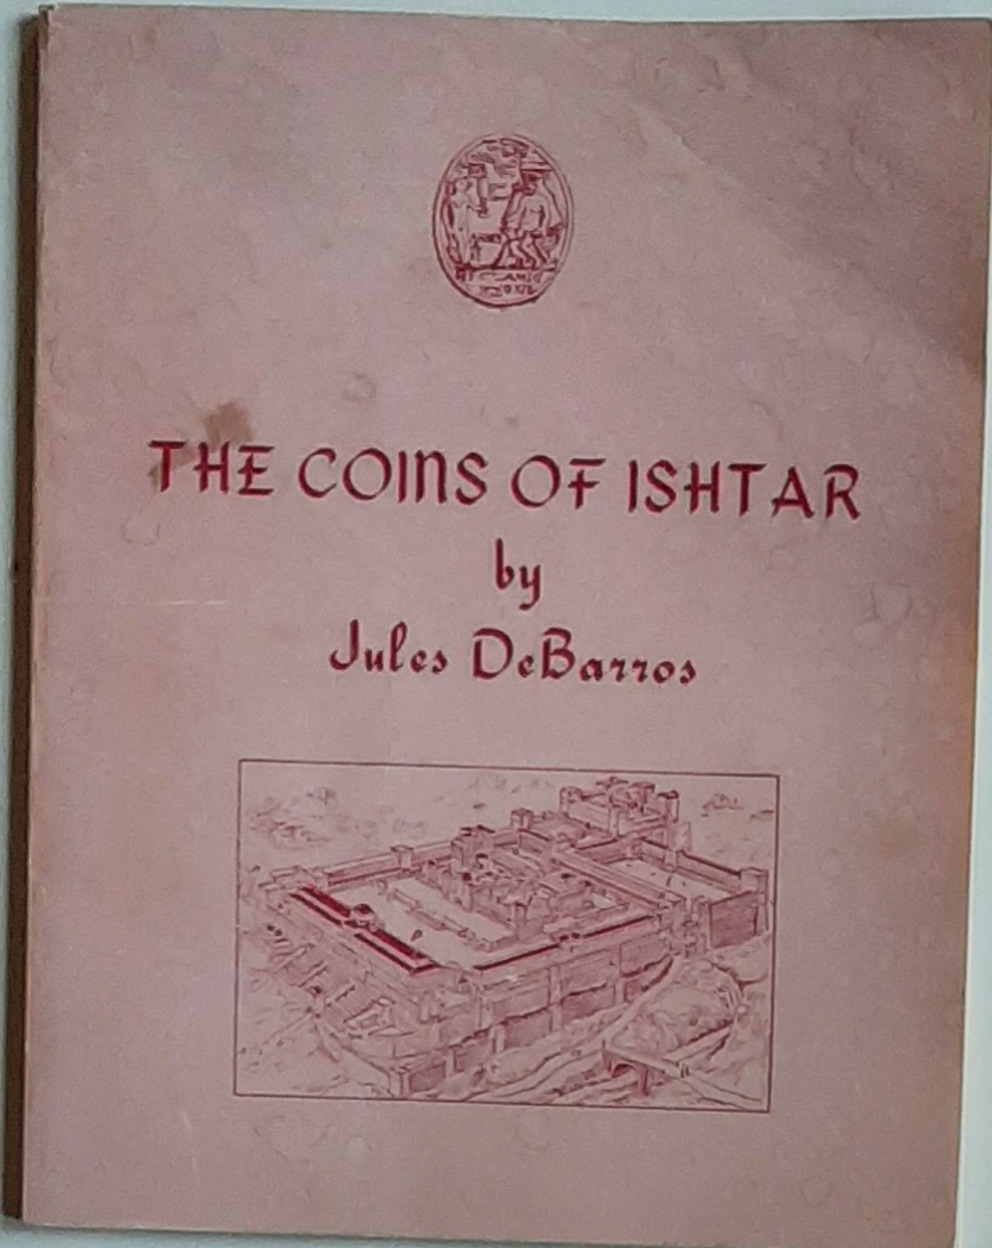 THE COINS OF ISHTAR
by
Jules DeBarros